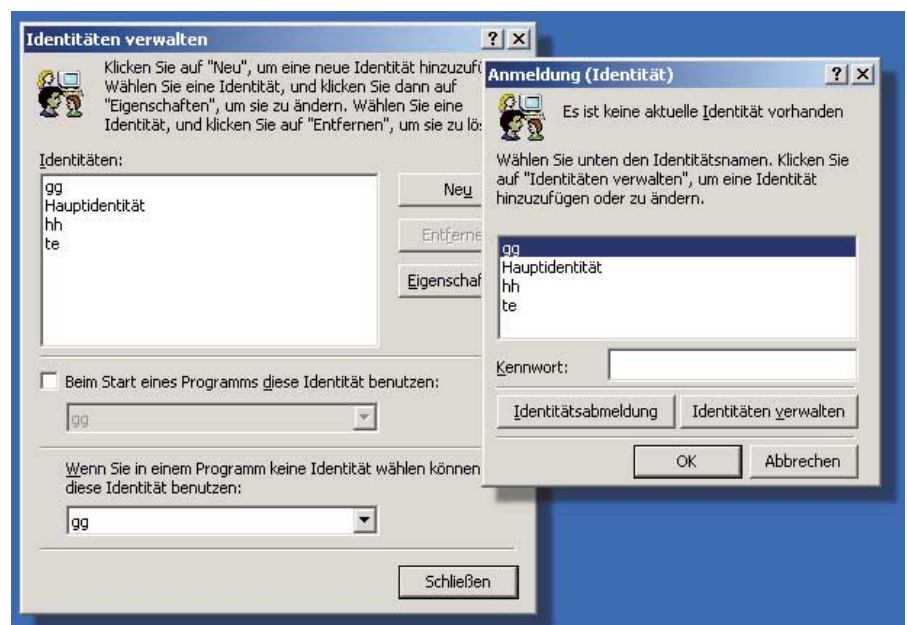 Identitäten verwalten
Klicken Sie auf "Neu", um eine neue Identität
Wählen Sie eine Identität, und klicken Sie dann auf
"Eigenschaften", um sie zu ändern. Wählen Sie eine
Identität, und klicken Sie auf "Entfernen", um sie zu
Identitäten:
gg
Hauptidentität
hh
te
Neu
Beim Start eines Programms diese Identität benutzen:
gg
Wenn Sie in einem Programm keine Identität wählen können
diese Identität benutzen:
gg
Schließen
Anmeldung (Identität)
Es ist keine aktuelle Identität vorhanden
Wählen Sie unten den Identitätsnamen. Klicken Sie
auf "Identitäten verwalten", um eine Identität
hinzuzufügen oder zu ändern.
gg
Hauptidentität
hh
te
Kennwort:
Identitätsabmeldung
Identitäten verwalten
OK
Abbrechen